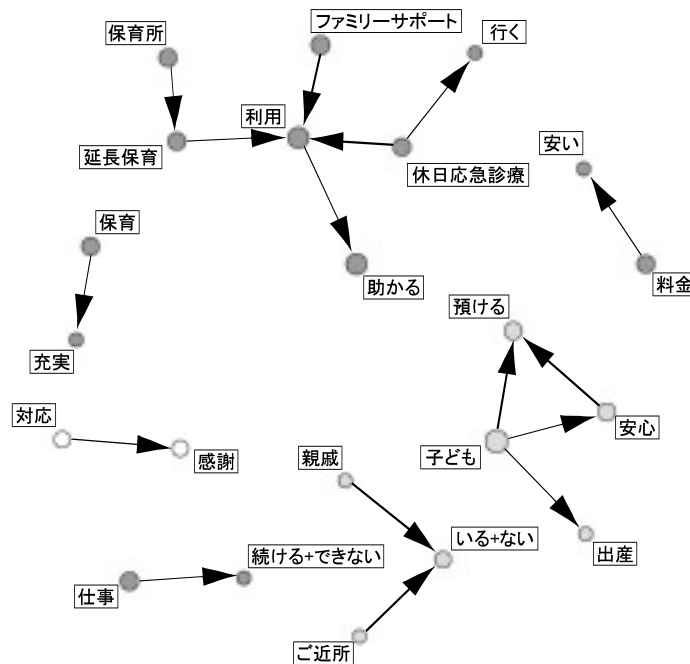 ファミリーサポート
保育所
行く
利用
延長保育
安い
休日応急診療
保育
助かる
料金
預ける
充実
対応
安心
感謝
親戚
子ども
いる+ない
続ける+できない
出産
仕事
ご近所